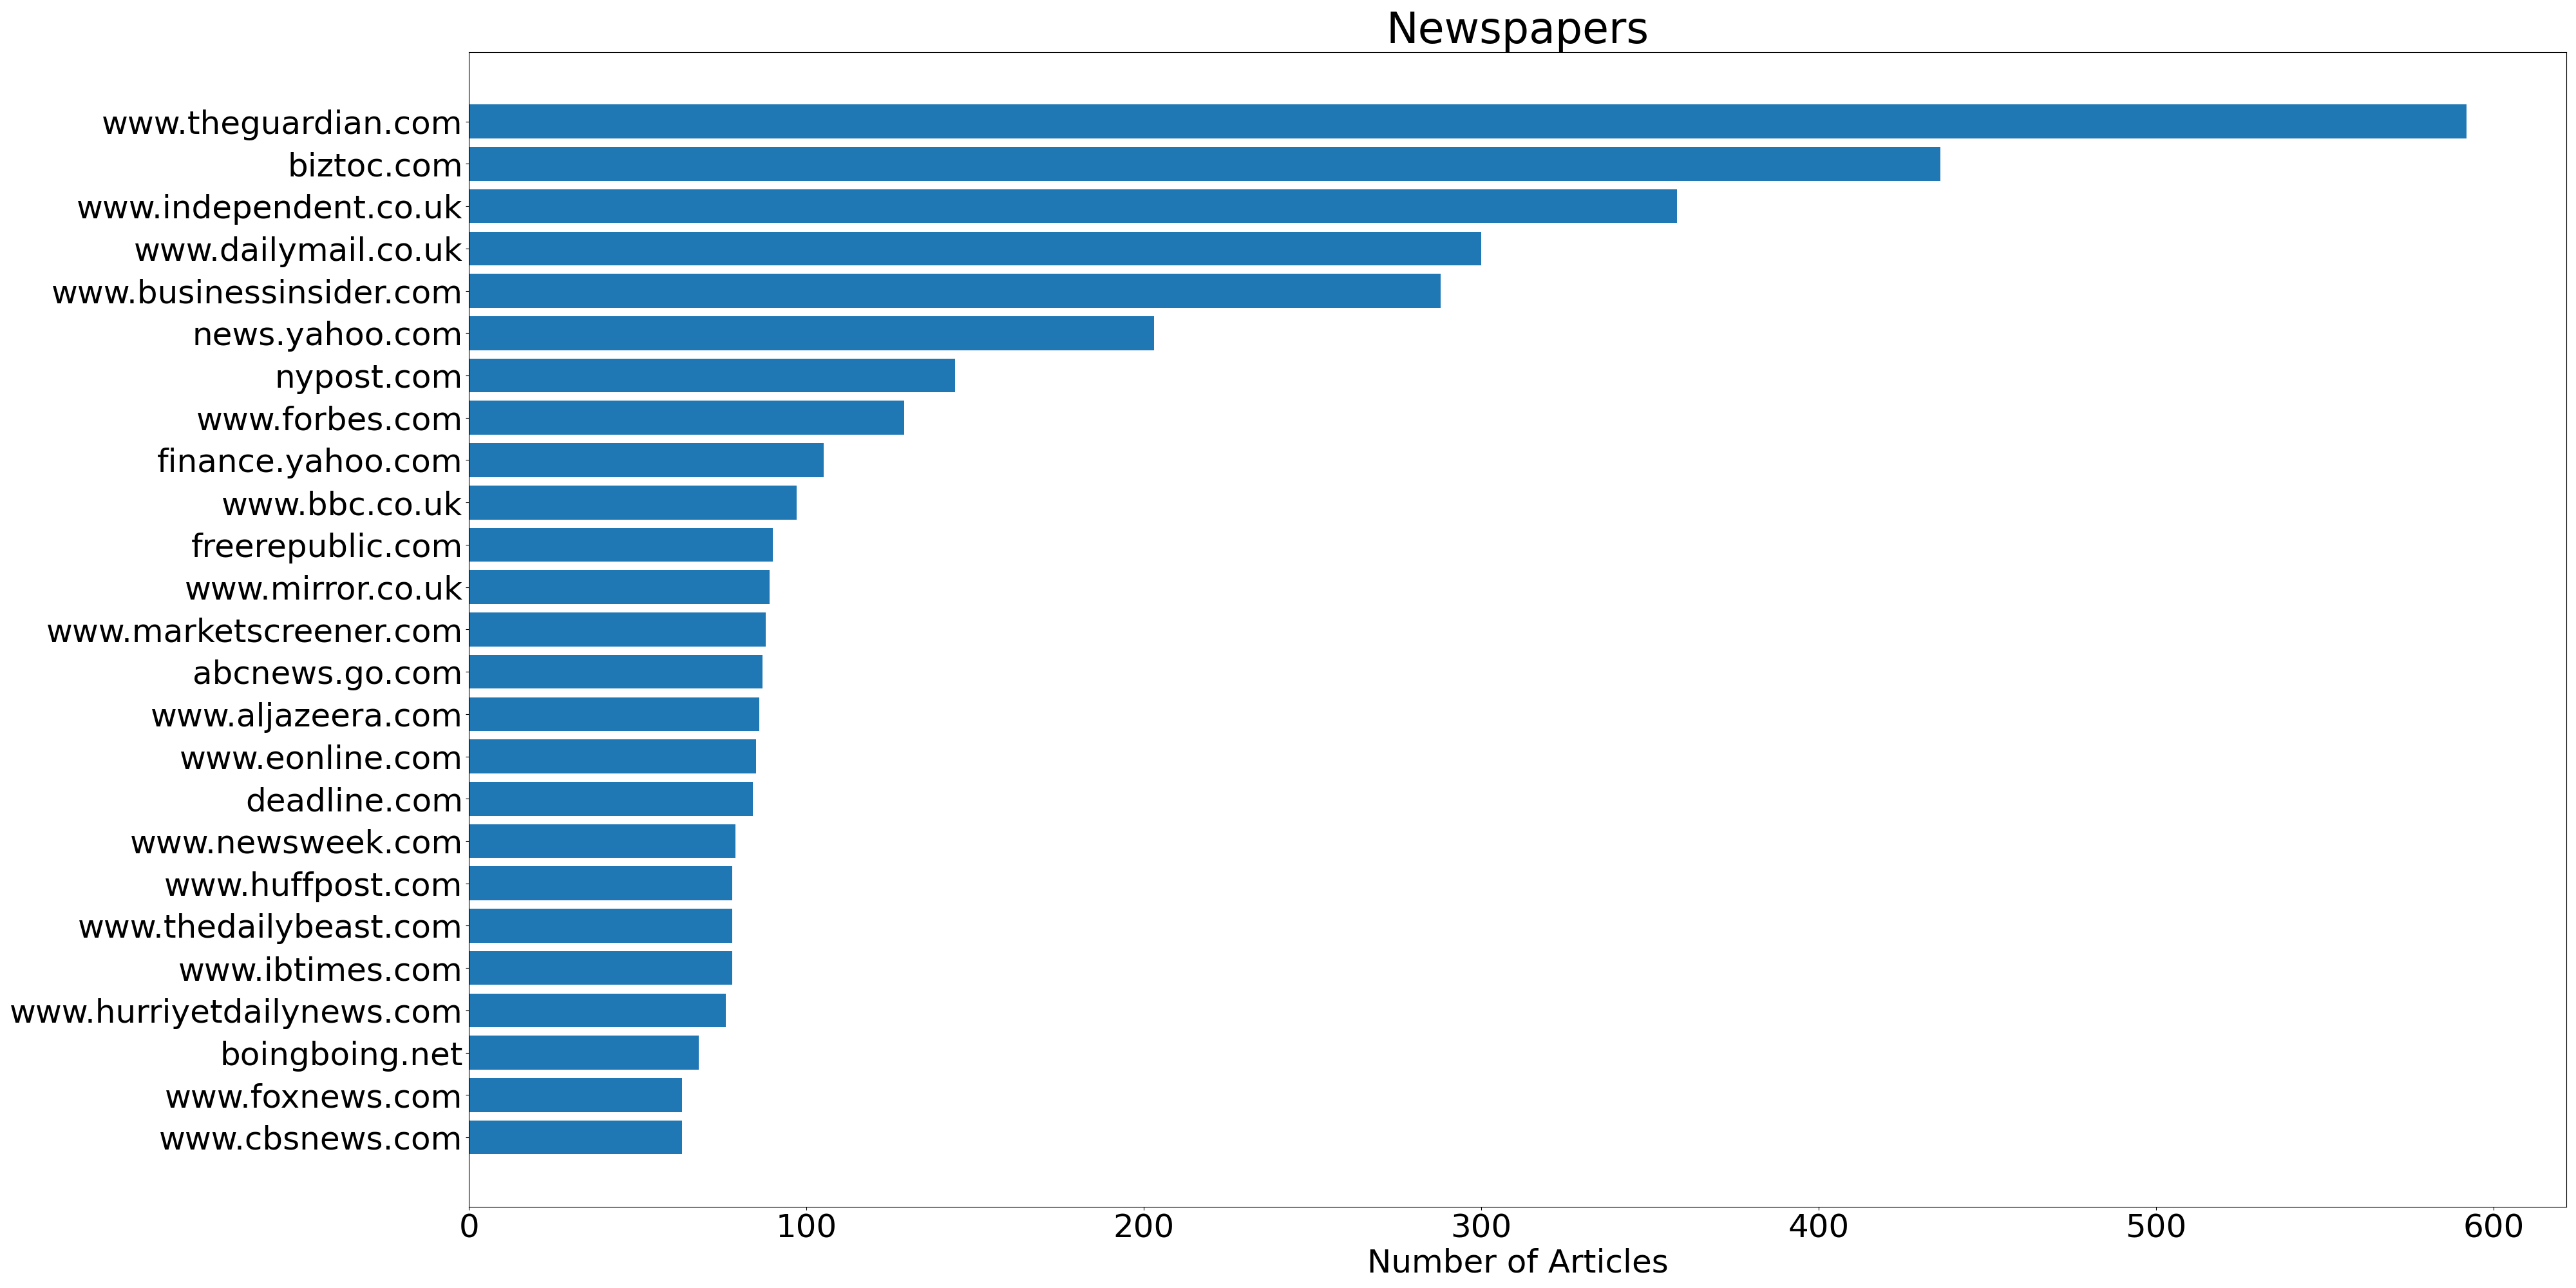 Newspapers
www.theguardian.com
biztoc.com
www.independent.co.uk
www.dailymail.co.uk
www.businessinsider.com
news.yahoo.com
nypost.com
www.forbes.com
finance.yahoo.com
www.bbc.co.uk
freerepublic.com
www.mirror.co.uk
www.marketscreener.com
abcnews.go.com
www.aljazeera.com
www.eonline.com
deadline.com
www.newsweek.com
www.huffpost.com
www.thedailybeast.com
www.ibtimes.com
www.hurriyetdailynews.com
boingboing.net
www.foxnews.com
www.cbsnews.com
0 100 200 300 400 500 600
Number of Articles